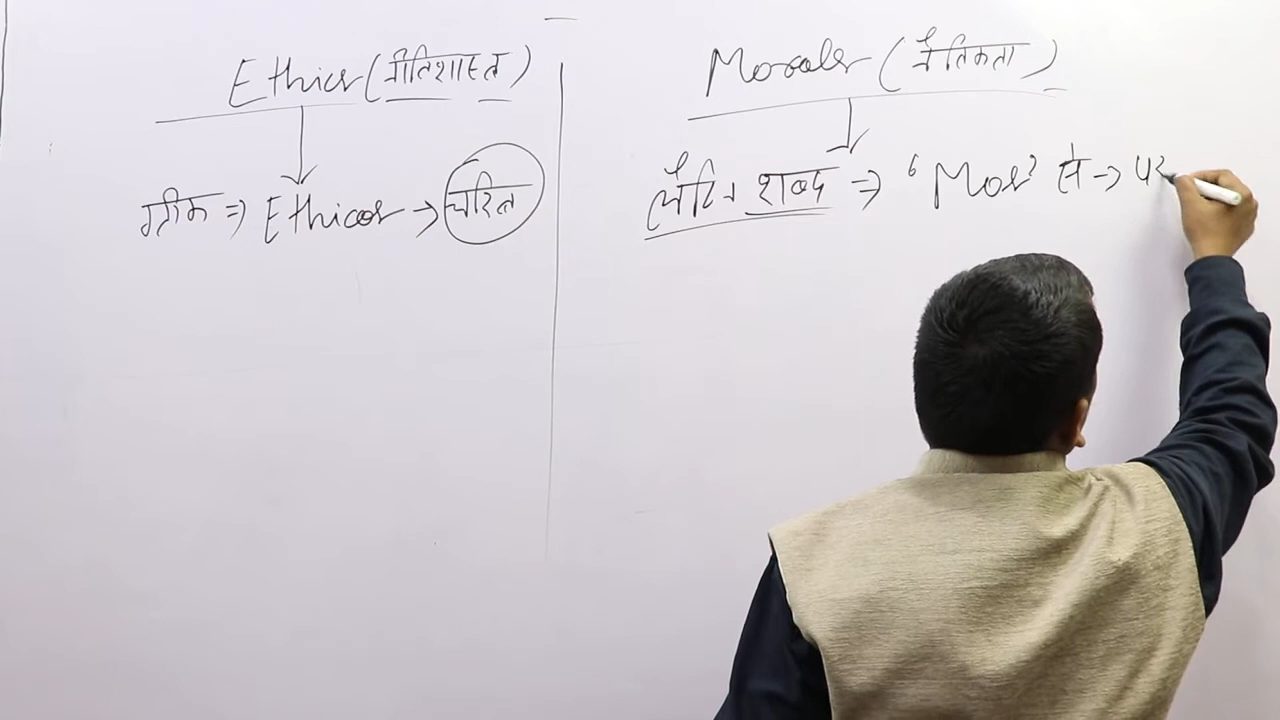 Ethics (नीतिशास्त्र)
ग्रीक ⇒ Ethicos → चरित्र
Morals (नैतिकता)
लैटिन शब्द ⇒ 'Mos' से →